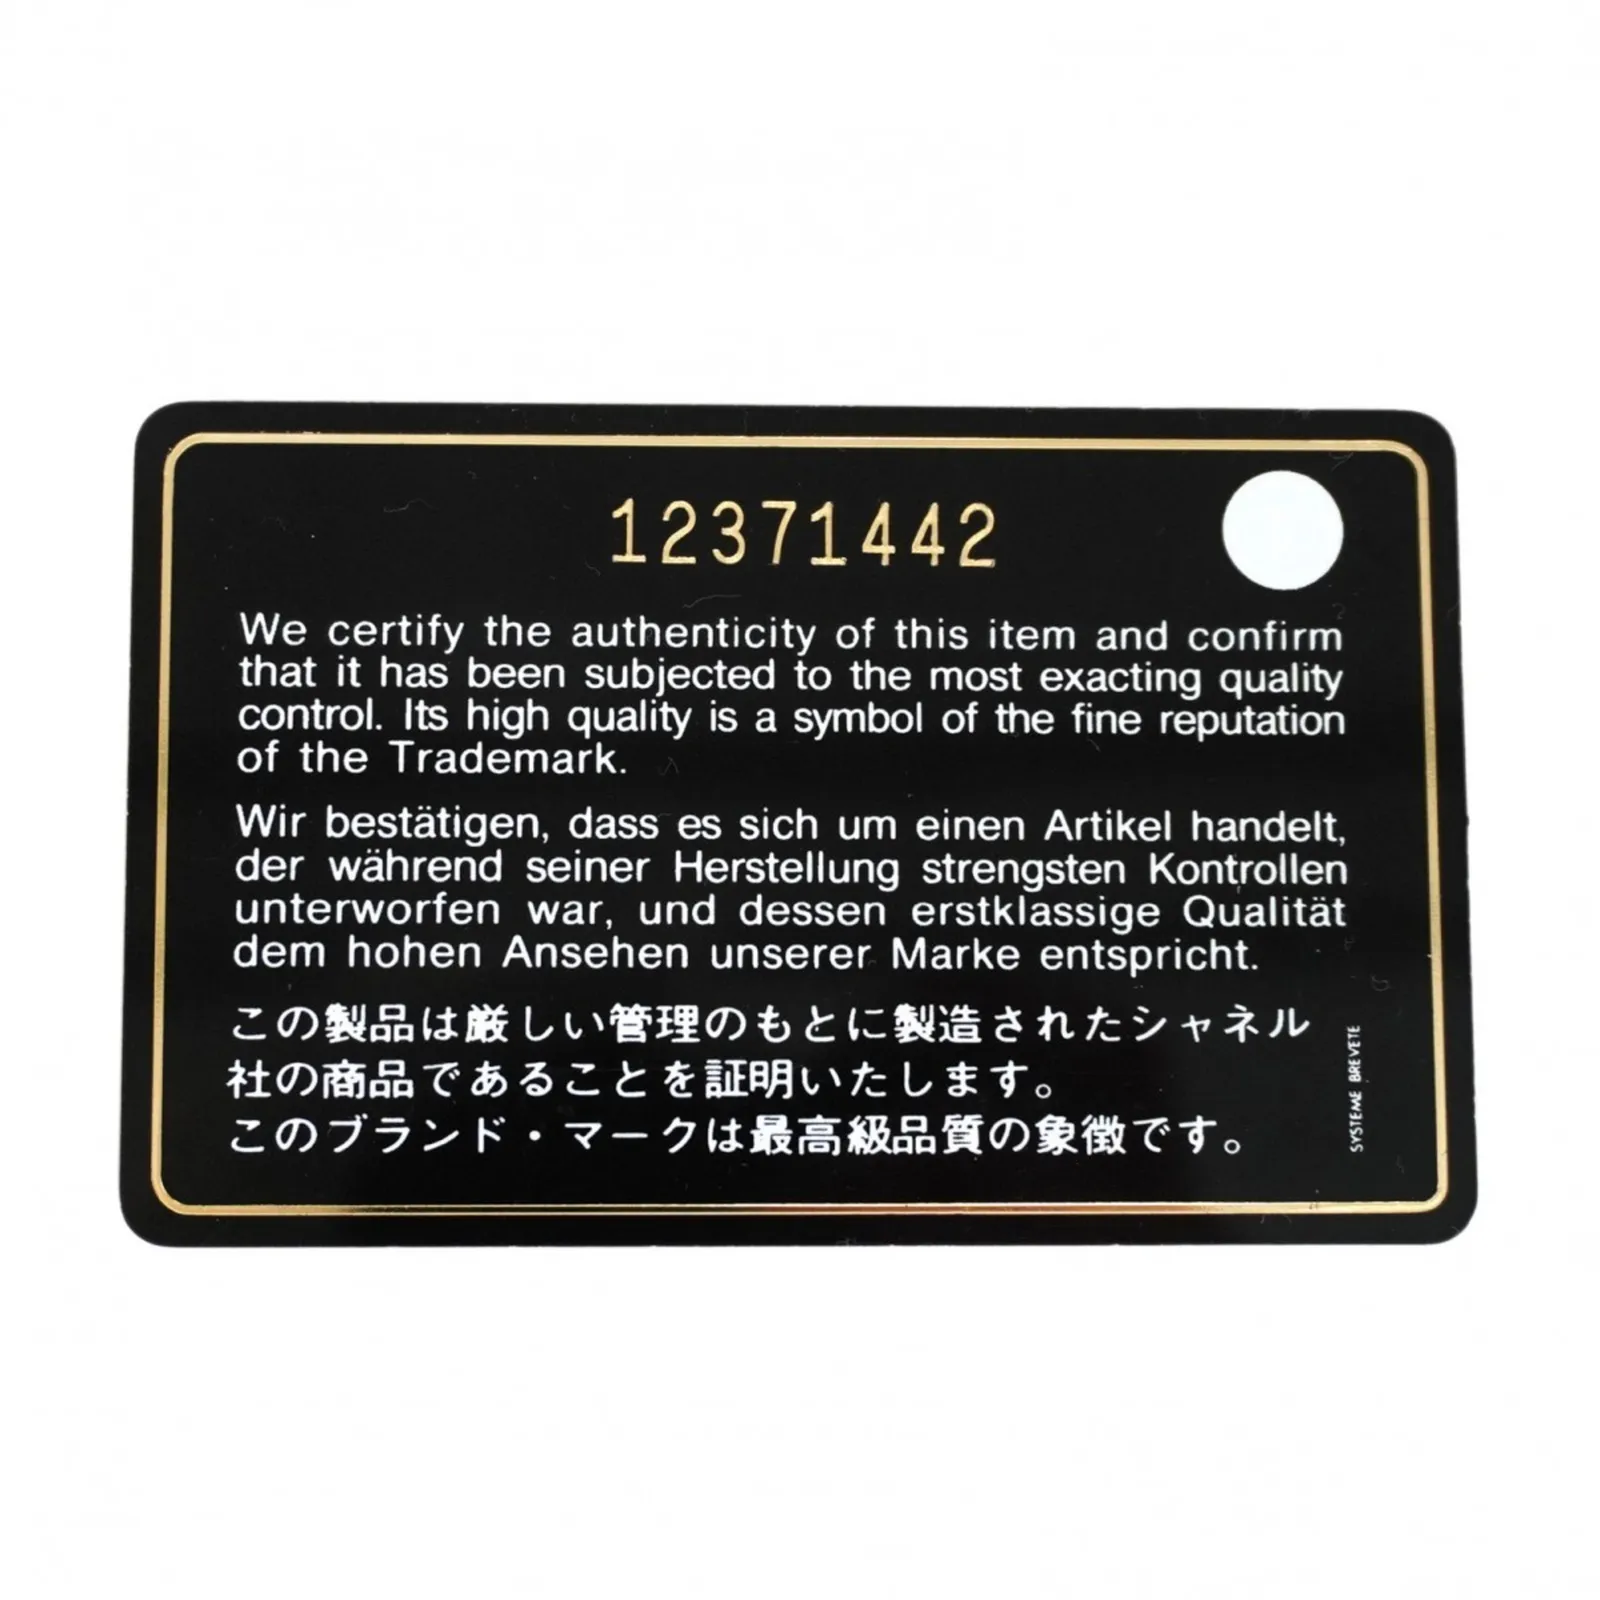 12371442
We certify the authenticity of this item and confirm
that it has been subjected to the most exacting quality
control. Its high quality is a symbol of the fine reputation
of the Trademark.
Wir bestätigen, dass es sich um einen Artikel handelt,
der während seiner Herstellung strengsten Kontrollen
unterworfen war, und dessen erstklassige Qualität
dem hohen Ansehen unserer Marke entspricht.
この製品は厳しい管理のもとに製造されたシャネル
社の商品であることを証明いたします。
このブランド・マークは最高級品質の象徴です。
SYSTEME BREVETE